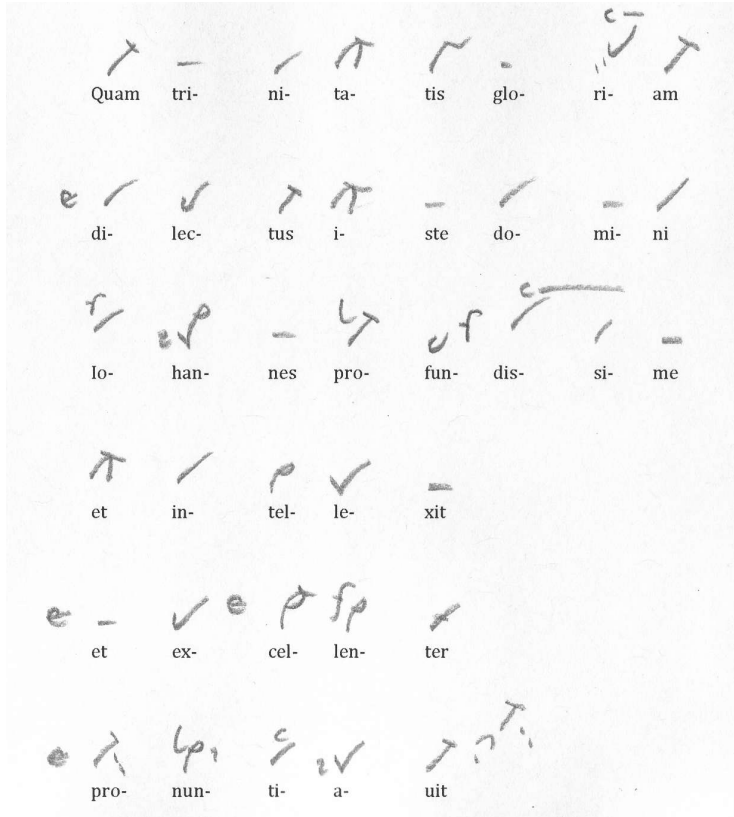 Quam tri- ni- ta- tis glo- ri- am
di- lec- tus i- ste do- mi- ni
Io- han- nes pro- fun- dis- si- me
et in- tel- le- xit
et ex- cel- len- ter
pro- nun- ti- a- uit